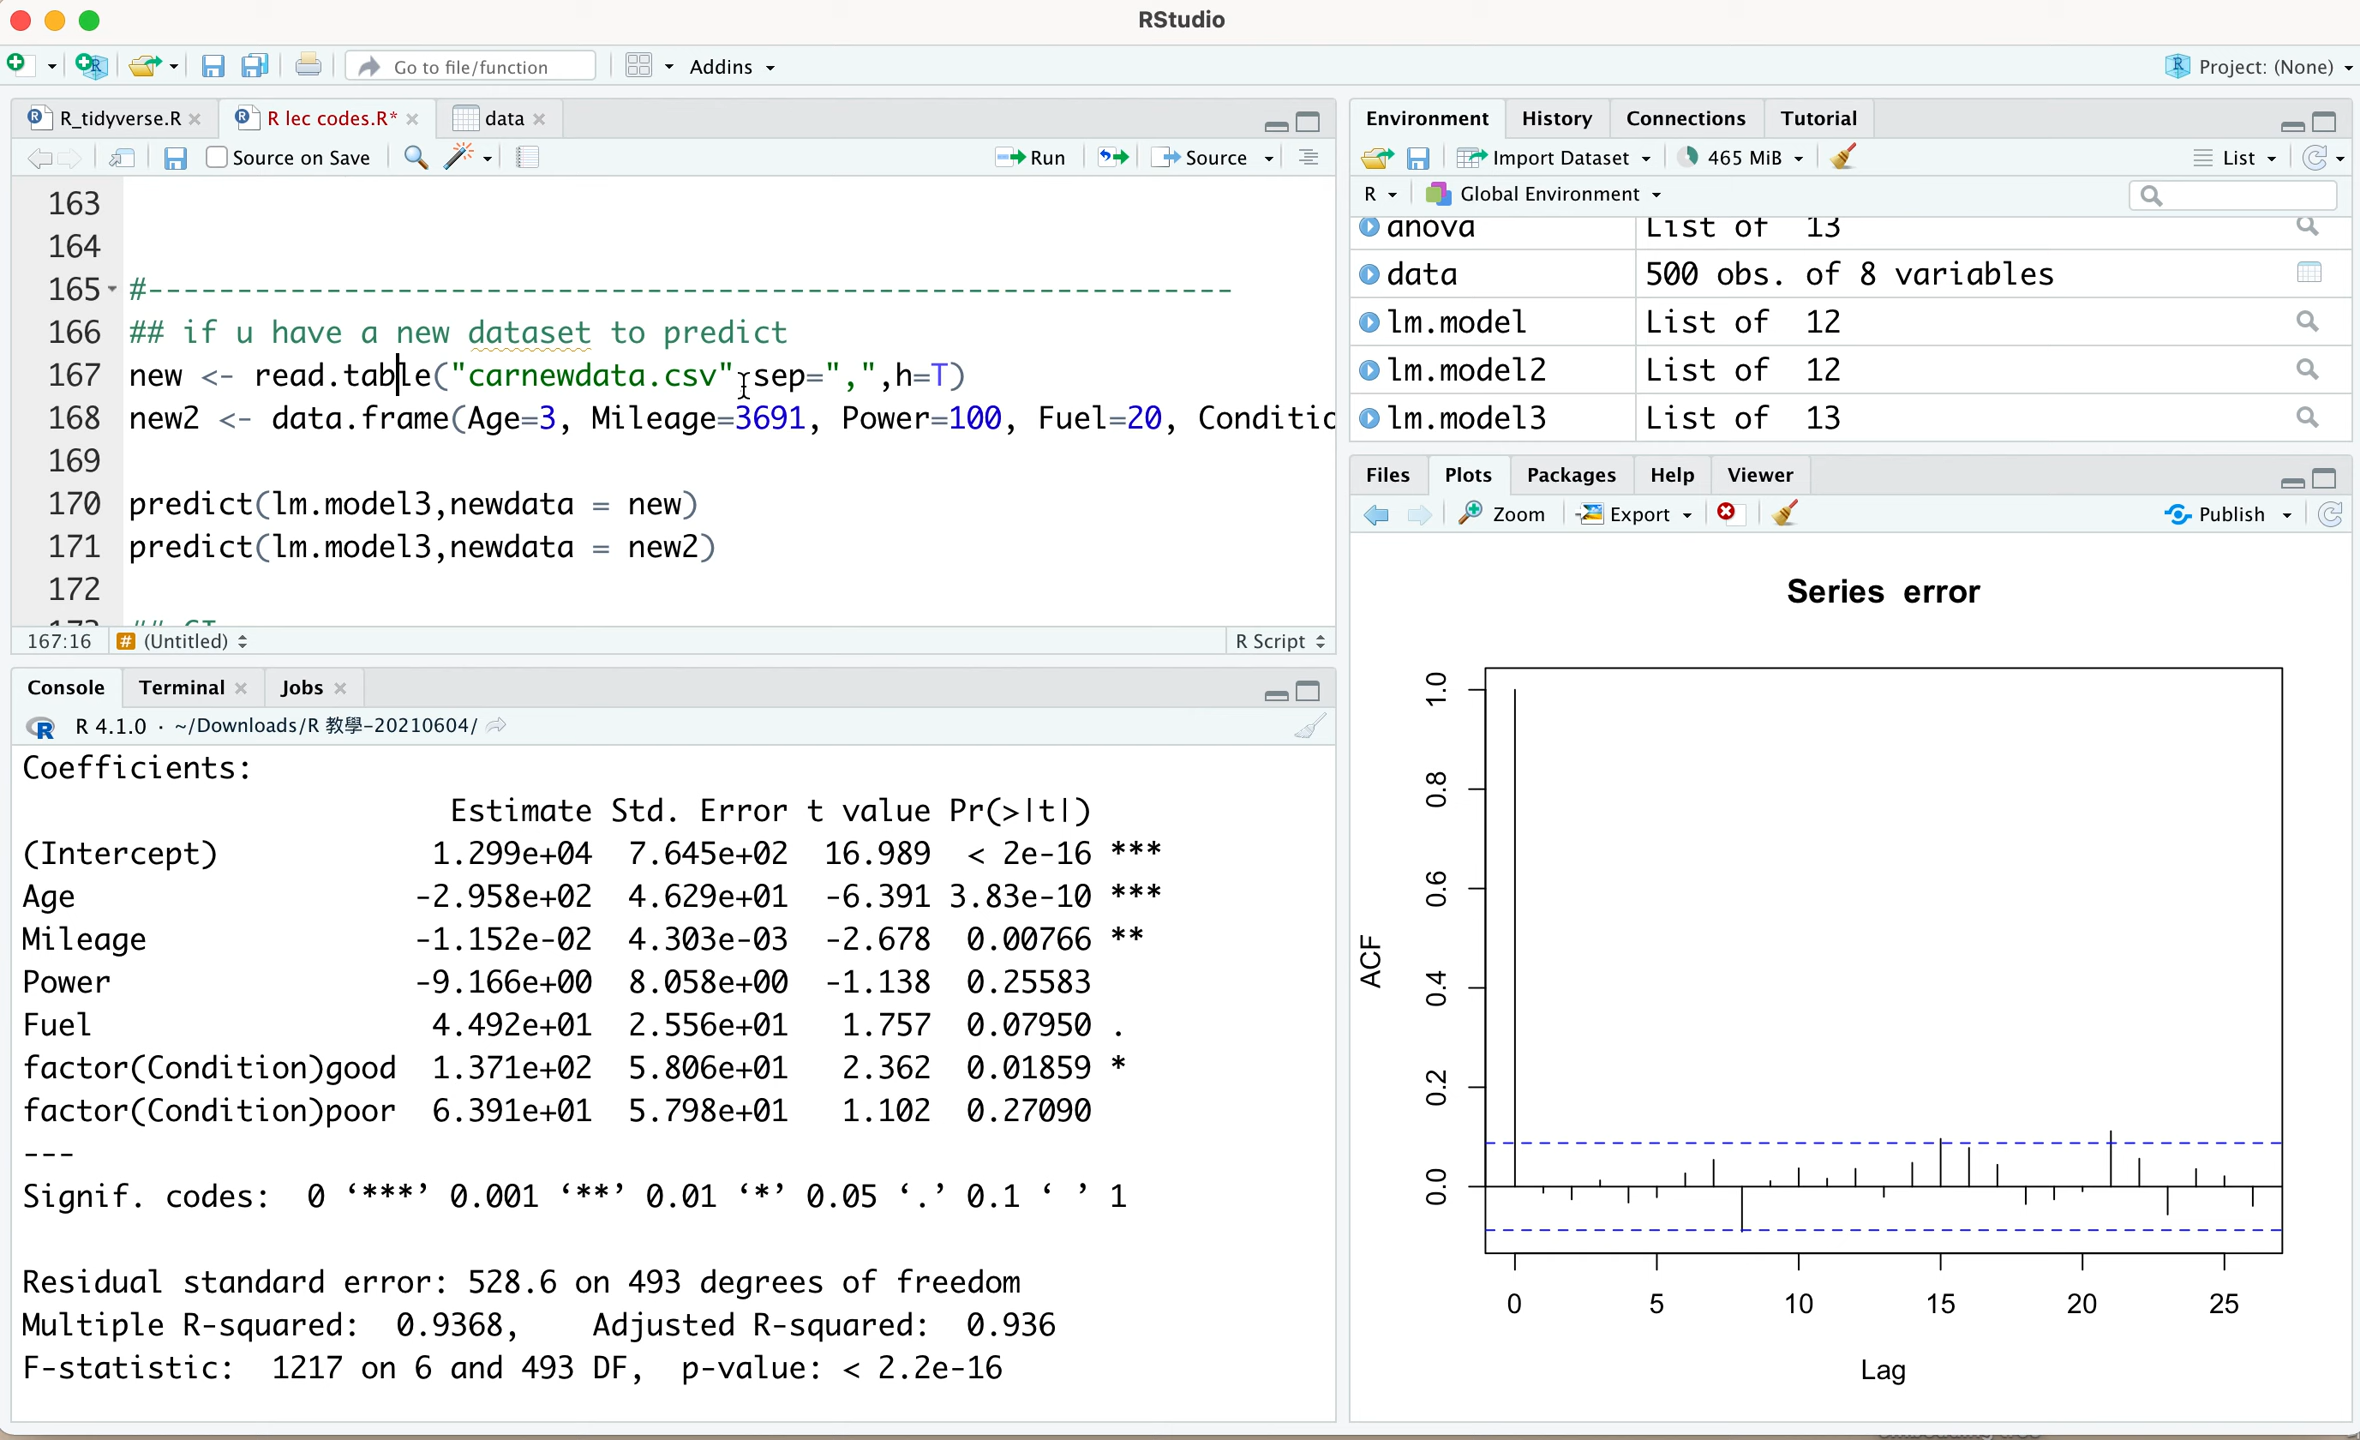 RStudio
Go to file/function
Addins
Project: (None)
R_tidyverse.R
R lec codes.R*
data
Source on Save
Run
Source
163
164
165 #-------------------------------------------------------------
166 ## if u have a new dataset to predict
167 new <- read.table("carnewdata.csv",sep=",",h=T)
168 new2 <- data.frame(Age=3, Mileage=3691, Power=100, Fuel=20, Conditio
169
170 predict(lm.model3,newdata = new)
171 predict(lm.model3,newdata = new2)
172
167:16
(Untitled)
R Script
Console
Terminal
Jobs
R 4.1.0 · ~/Downloads/R 教學-20210604/
Coefficients:
Estimate Std. Error t value Pr(>|t|)
(Intercept) 1.299e+04 7.645e+02 16.989 < 2e-16 ***
Age -2.958e+02 4.629e+01 -6.391 3.83e-10 ***
Mileage -1.152e-02 4.303e-03 -2.678 0.00766 **
Power -9.166e+00 8.058e+00 -1.138 0.25583
Fuel 4.492e+01 2.556e+01 1.757 0.07950 .
factor(Condition)good 1.371e+02 5.806e+01 2.362 0.01859 *
factor(Condition)poor 6.391e+01 5.798e+01 1.102 0.27090
---
Signif. codes: 0 ‘***’ 0.001 ‘**’ 0.01 ‘*’ 0.05 ‘.’ 0.1 ‘ ’ 1
Residual standard error: 528.6 on 493 degrees of freedom
Multiple R-squared: 0.9368, Adjusted R-squared: 0.936
F-statistic: 1217 on 6 and 493 DF, p-value: < 2.2e-16
Environment
History
Connections
Tutorial
Import Dataset
465 MiB
List
R
Global Environment
anova List of 13
data 500 obs. of 8 variables
lm.model List of 12
lm.model2 List of 12
lm.model3 List of 13
Files
Plots
Packages
Help
Viewer
Zoom
Export
Publish
Series error
1.0
0.8
0.6
0.4
0.2
0.0
ACF
0 5 10 15 20 25
Lag